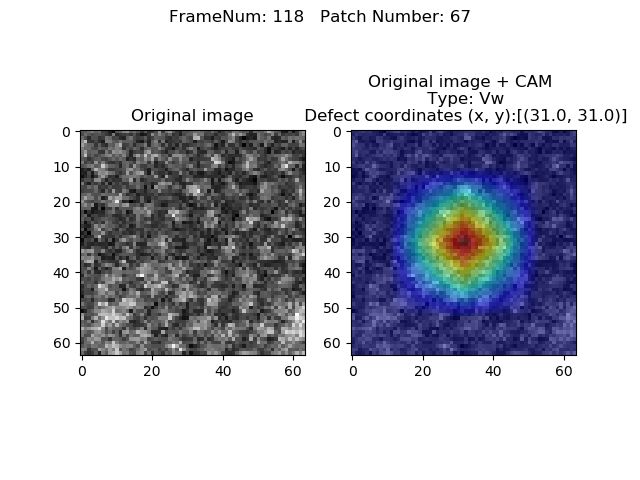 FrameNum: 118   Patch Number: 67
Original image
0
10
20
30
40
50
60
0 20 40 60
Original image + CAM
Type: Vw
Defect coordinates (x, y):[(31.0, 31.0)]
0
10
20
30
40
50
60
0 20 40 60